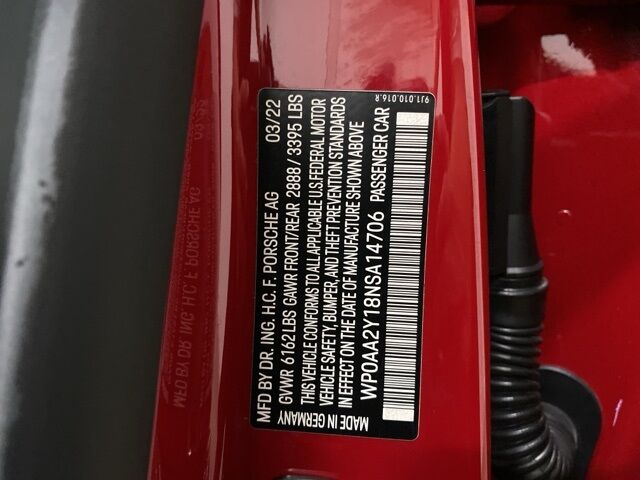 MFD BY DR. ING. H.C. F. PORSCHE AG 03/22
GVWR 6162LBS GAWR FRONT/REAR 2888 / 3395 LBS
THIS VEHICLE CONFORMS TO ALL APPLICABLE U.S.FEDERAL MOTOR
VEHICLE SAFETY, BUMPER, AND THEFT PREVENTION STANDARDS
IN EFFECT ON THE DATE OF MANUFACTURE SHOWN ABOVE
WP0AA2Y18NSA14706 PASSENGER CAR
MADE IN GERMANY
9J1.010.016.R